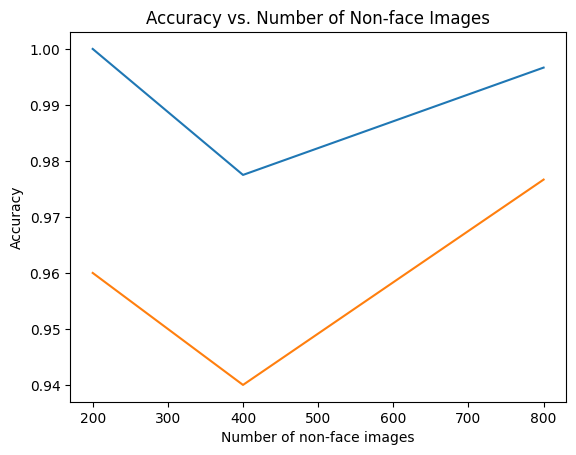 Accuracy vs. Number of Non-face Images
1.00
0.99
0.98
0.97
0.96
0.95
0.94
Accuracy
200 300 400 500 600 700 800
Number of non-face images